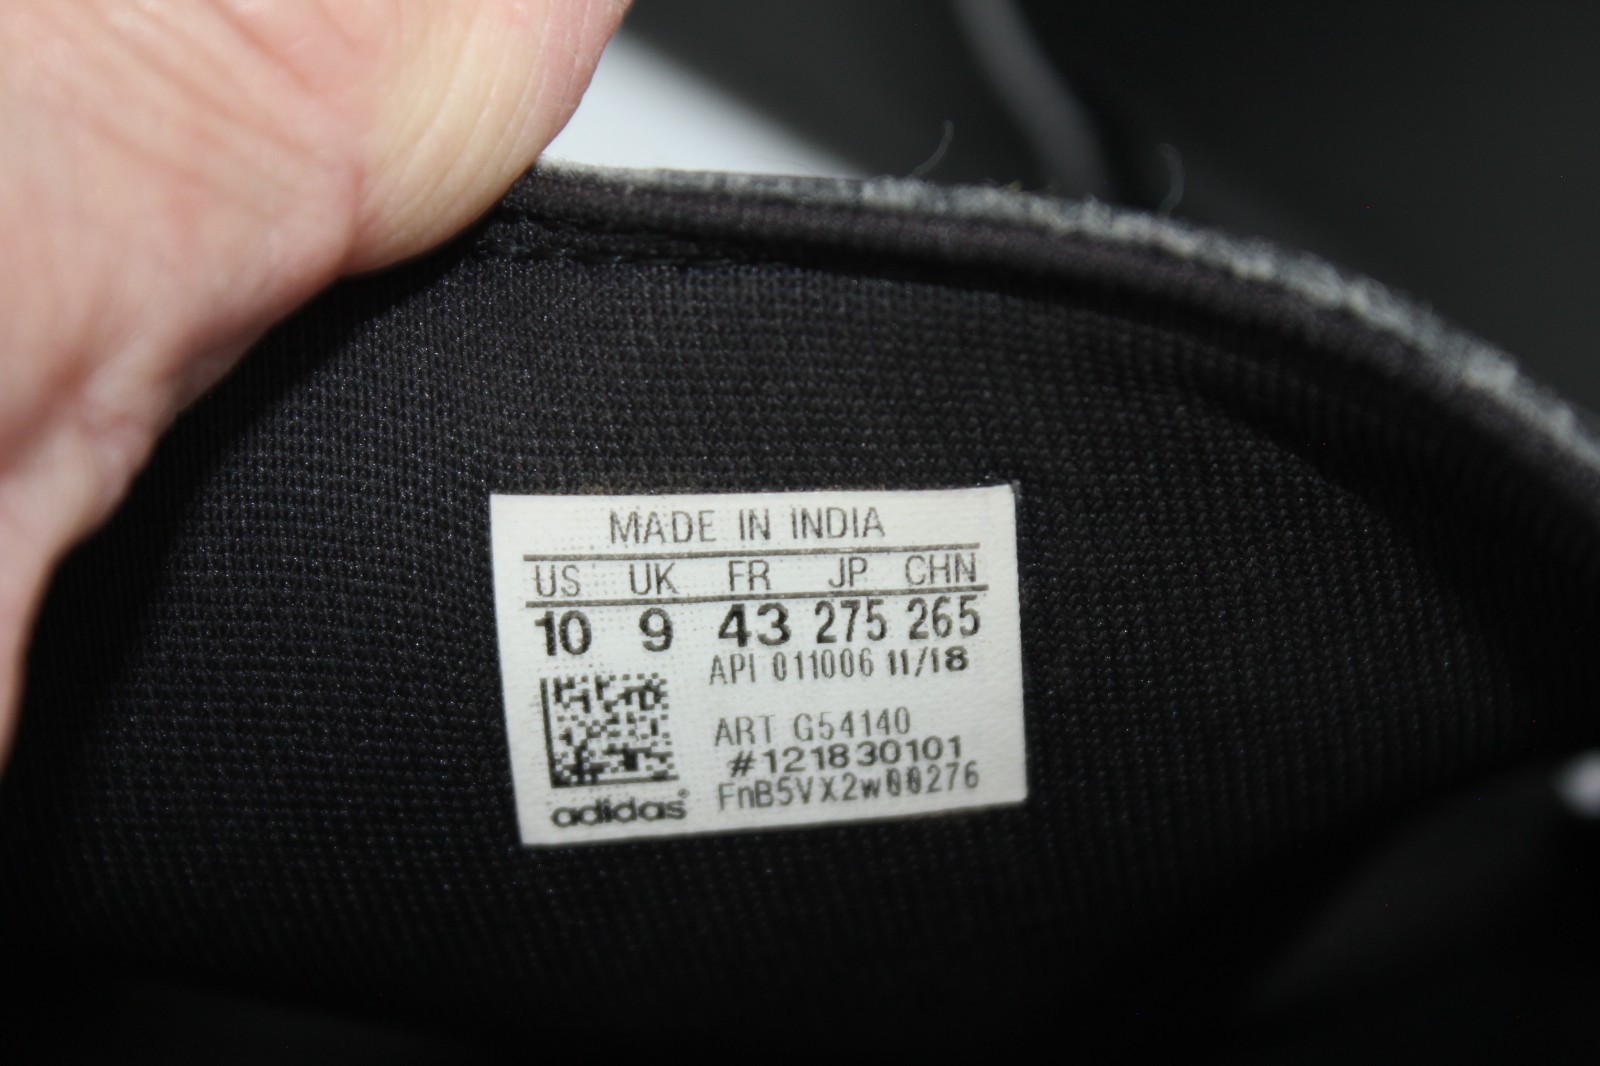 MADE IN INDIA
US UK FR JP CHN
10 9 43 275 265
API 011006 11/18
ART G54140
#121830101
FnB5VX2w00276
adidas®